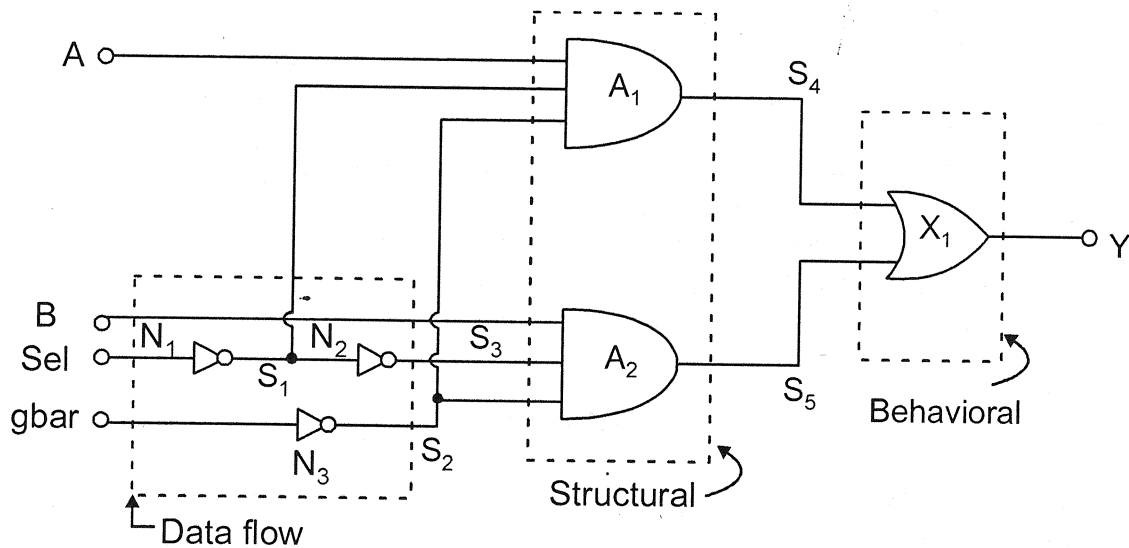 A
A₁
S₄
X₁
Y
B
N₁
N₂
S₃
Sel
S₁
A₂
S₅
gbar
S₂
N₃
Behavioral
Structural
Data flow